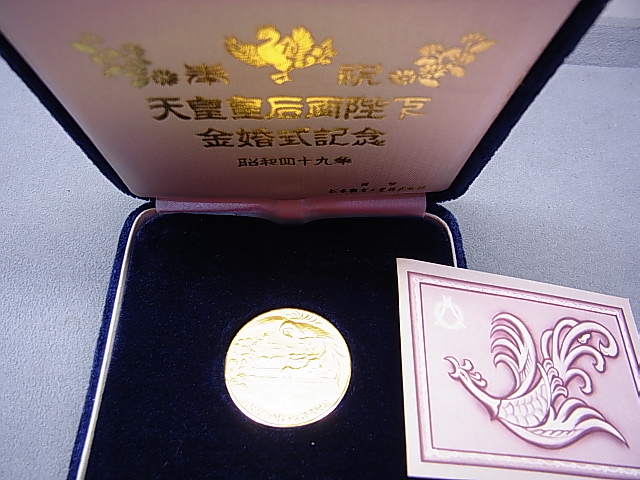 奉祝
天皇皇后両陛下
金婚式記念
昭和四十九年